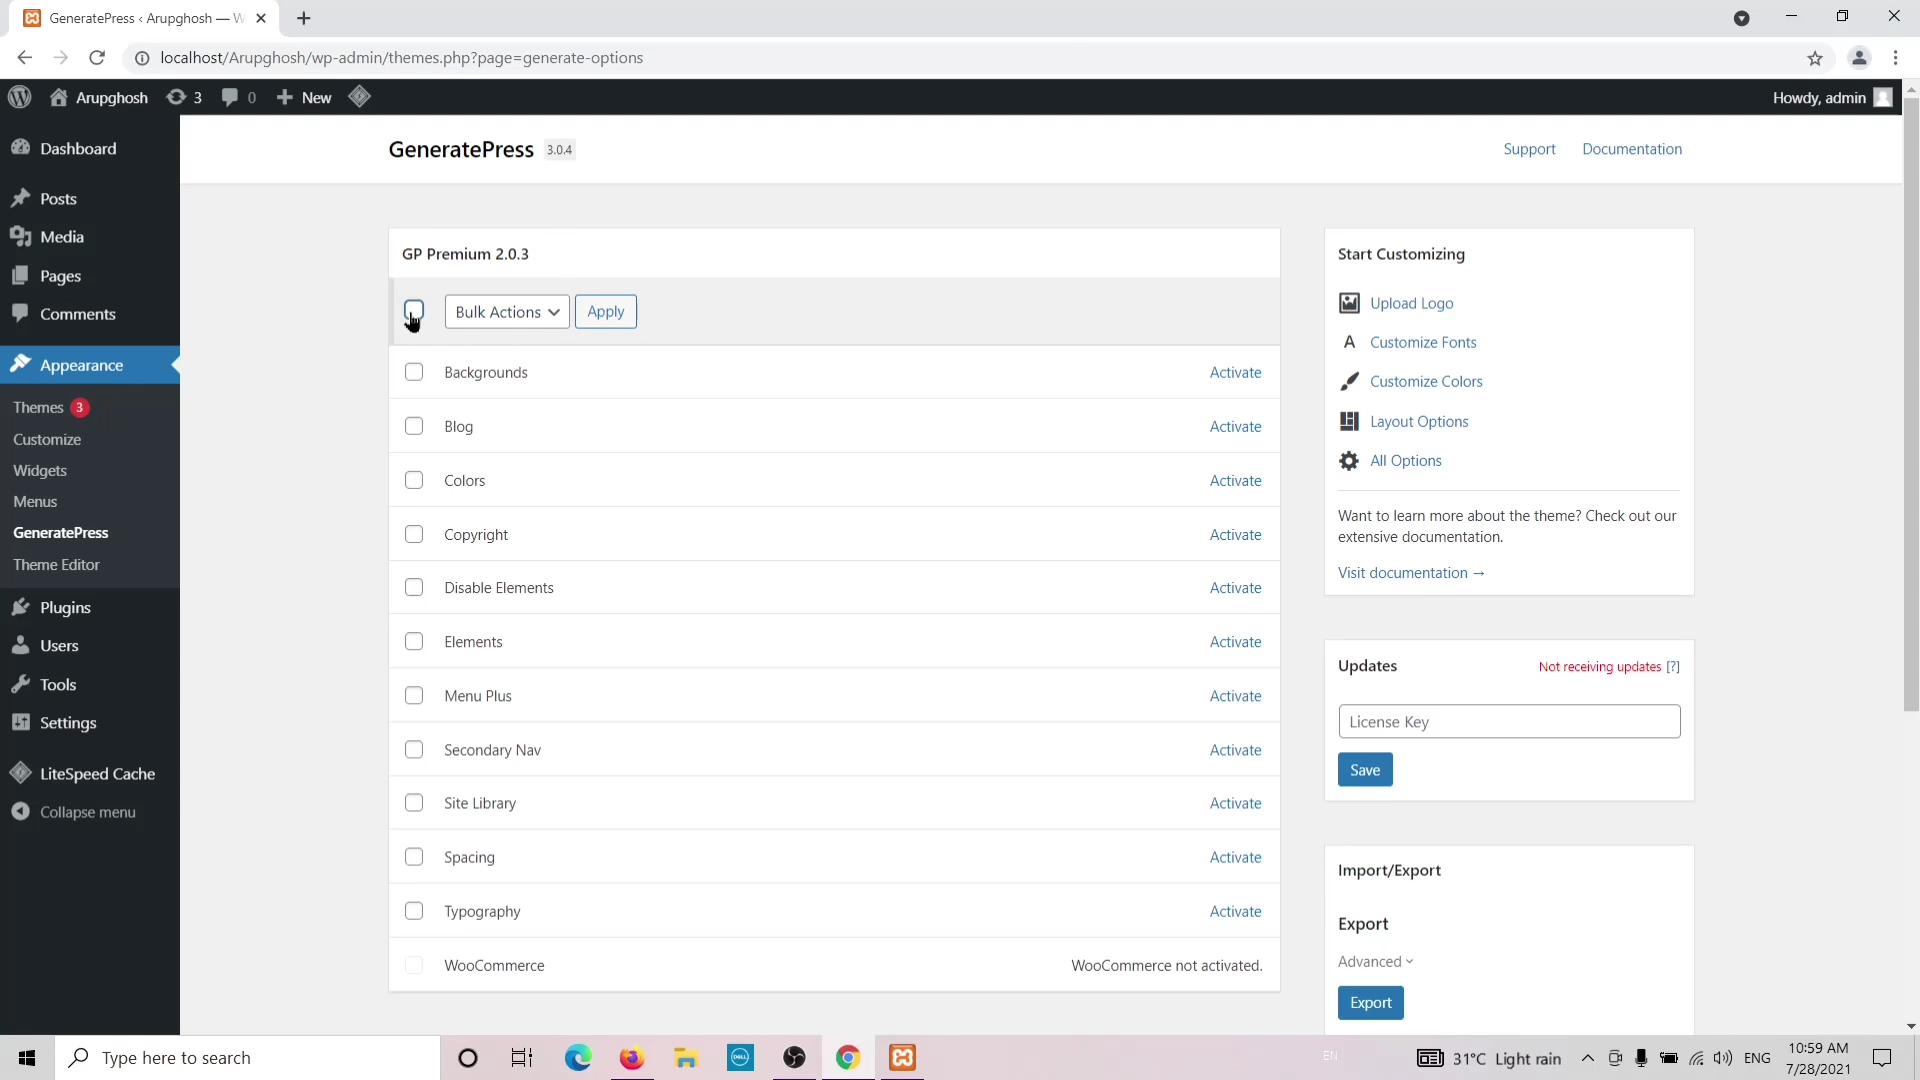 GeneratePress ‹ Arupghosh — W
localhost/Arupghosh/wp-admin/themes.php?page=generate-options
Arupghosh 3 0 New Howdy, admin
Dashboard
Posts
Media
Pages
Comments
Appearance
Themes 3
Customize
Widgets
Menus
GeneratePress
Theme Editor
Plugins
Users
Tools
Settings
LiteSpeed Cache
Collapse menu
GeneratePress 3.0.4
Support Documentation
GP Premium 2.0.3
Bulk Actions Apply
Backgrounds Activate
Blog Activate
Colors Activate
Copyright Activate
Disable Elements Activate
Elements Activate
Menu Plus Activate
Secondary Nav Activate
Site Library Activate
Spacing Activate
Typography Activate
WooCommerce WooCommerce not activated.
Start Customizing
Upload Logo
Customize Fonts
Customize Colors
Layout Options
All Options
Want to learn more about the theme? Check out our
extensive documentation.
Visit documentation →
Updates Not receiving updates [?]
License Key
Save
Import/Export
Export
Advanced
Export
Type here to search
DELL
EN
31°C Light rain
ENG
10:59 AM
7/28/2021